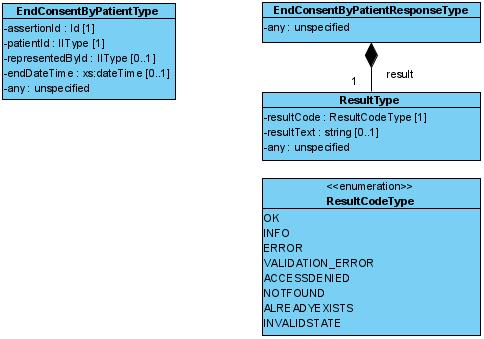 EndConsentByPatientType
-assertionId : Id [1]
-patientId : IIType [1]
-representedById : IIType [0..1]
-endDateTime : xs:dateTime [0..1]
-any : unspecified
EndConsentByPatientResponseType
-any : unspecified
1
result
ResultType
-resultCode : ResultCodeType [1]
-resultText : string [0..1]
-any : unspecified
<<enumeration>>
ResultCodeType
OK
INFO
ERROR
VALIDATION_ERROR
ACCESSDENIED
NOTFOUND
ALREADYEXISTS
INVALIDSTATE